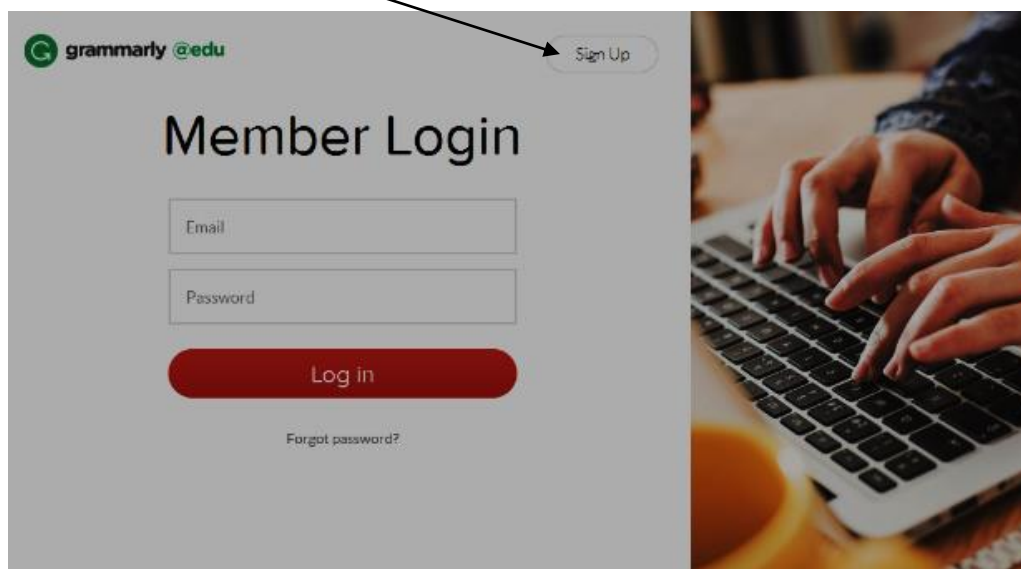 grammarly @edu
Sign Up
Member Login
Email
Password
Log in
Forgot password?